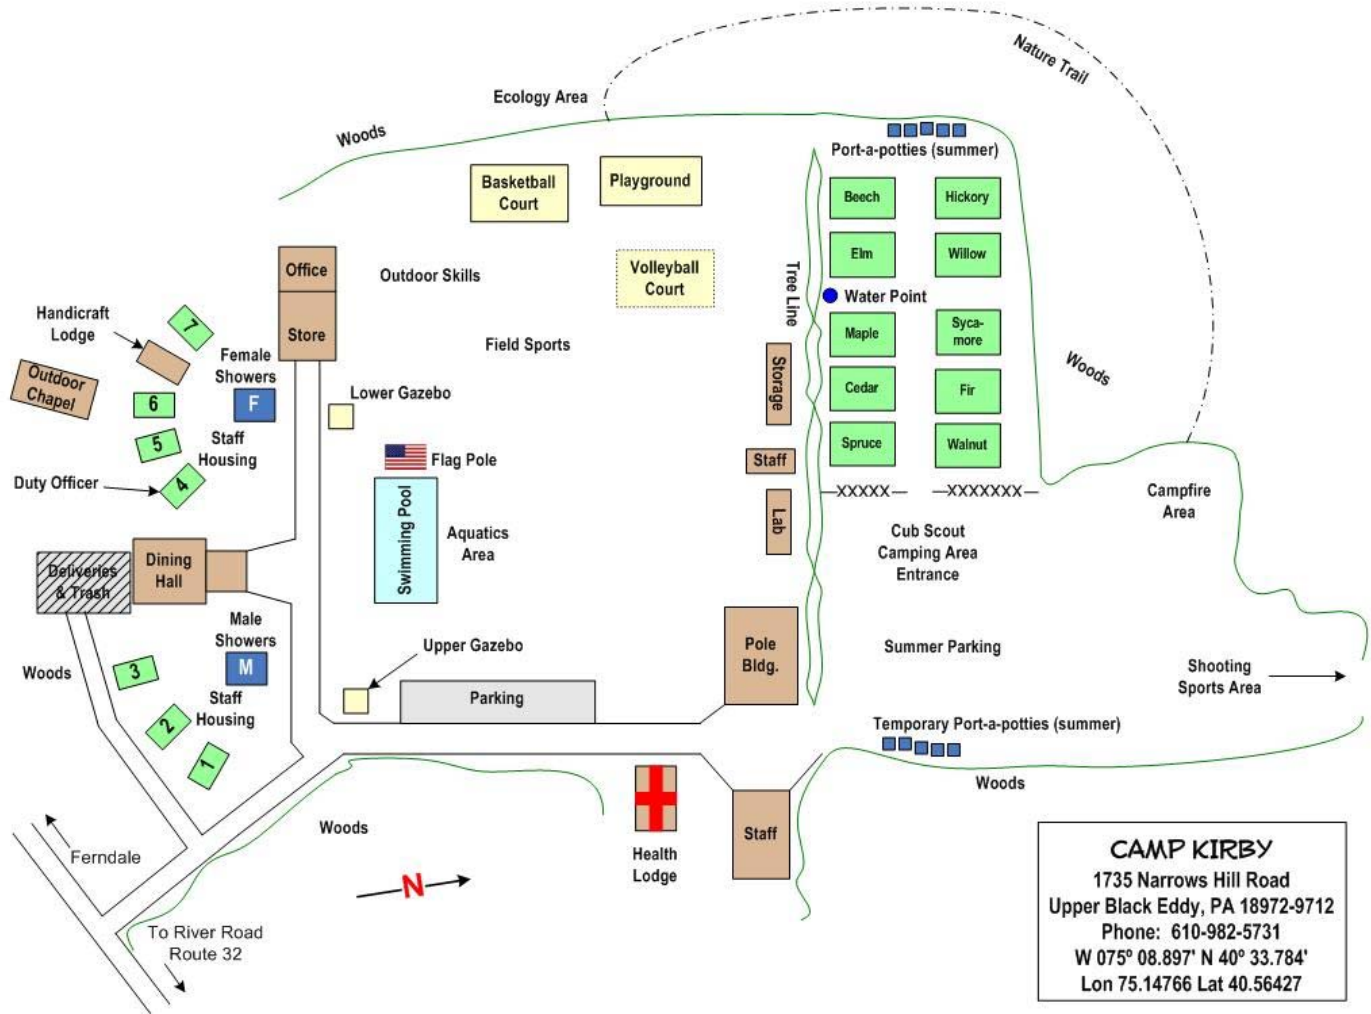 Nature Trail
Ecology Area
Woods
Port-a-potties (summer)
Basketball
Court
Playground
Beech
Hickory
Office
Outdoor Skills
Volleyball
Court
Tree Line
Elm
Willow
Water Point
Handicraft
Lodge
7
Store
Field Sports
Maple
Syca-
more
Female
Showers
F
Woods
Outdoor
Chapel
6
Lower Gazebo
Storage
Cedar
Fir
5
Staff
Housing
Flag Pole
Staff
Spruce
Walnut
Duty Officer
4
Swimming Pool
Aquatics
Area
Lab
XXXXX
XXXXXXX
Campfire
Area
Cub Scout
Camping Area
Entrance
Deliveries
& Trash
Dining
Hall
Male
Showers
M
Upper Gazebo
Pole
Bldg.
Summer Parking
Woods
3
Staff
Housing
2
1
Parking
Shooting
Sports Area
Temporary Port-a-potties (summer)
Woods
Woods
Health
Lodge
Staff
Ferndale
N
To River Road
Route 32
CAMP KIRBY
1735 Narrows Hill Road
Upper Black Eddy, PA 18972-9712
Phone: 610-982-5731
W 075º 08.897' N 40º 33.784'
Lon 75.14766 Lat 40.56427